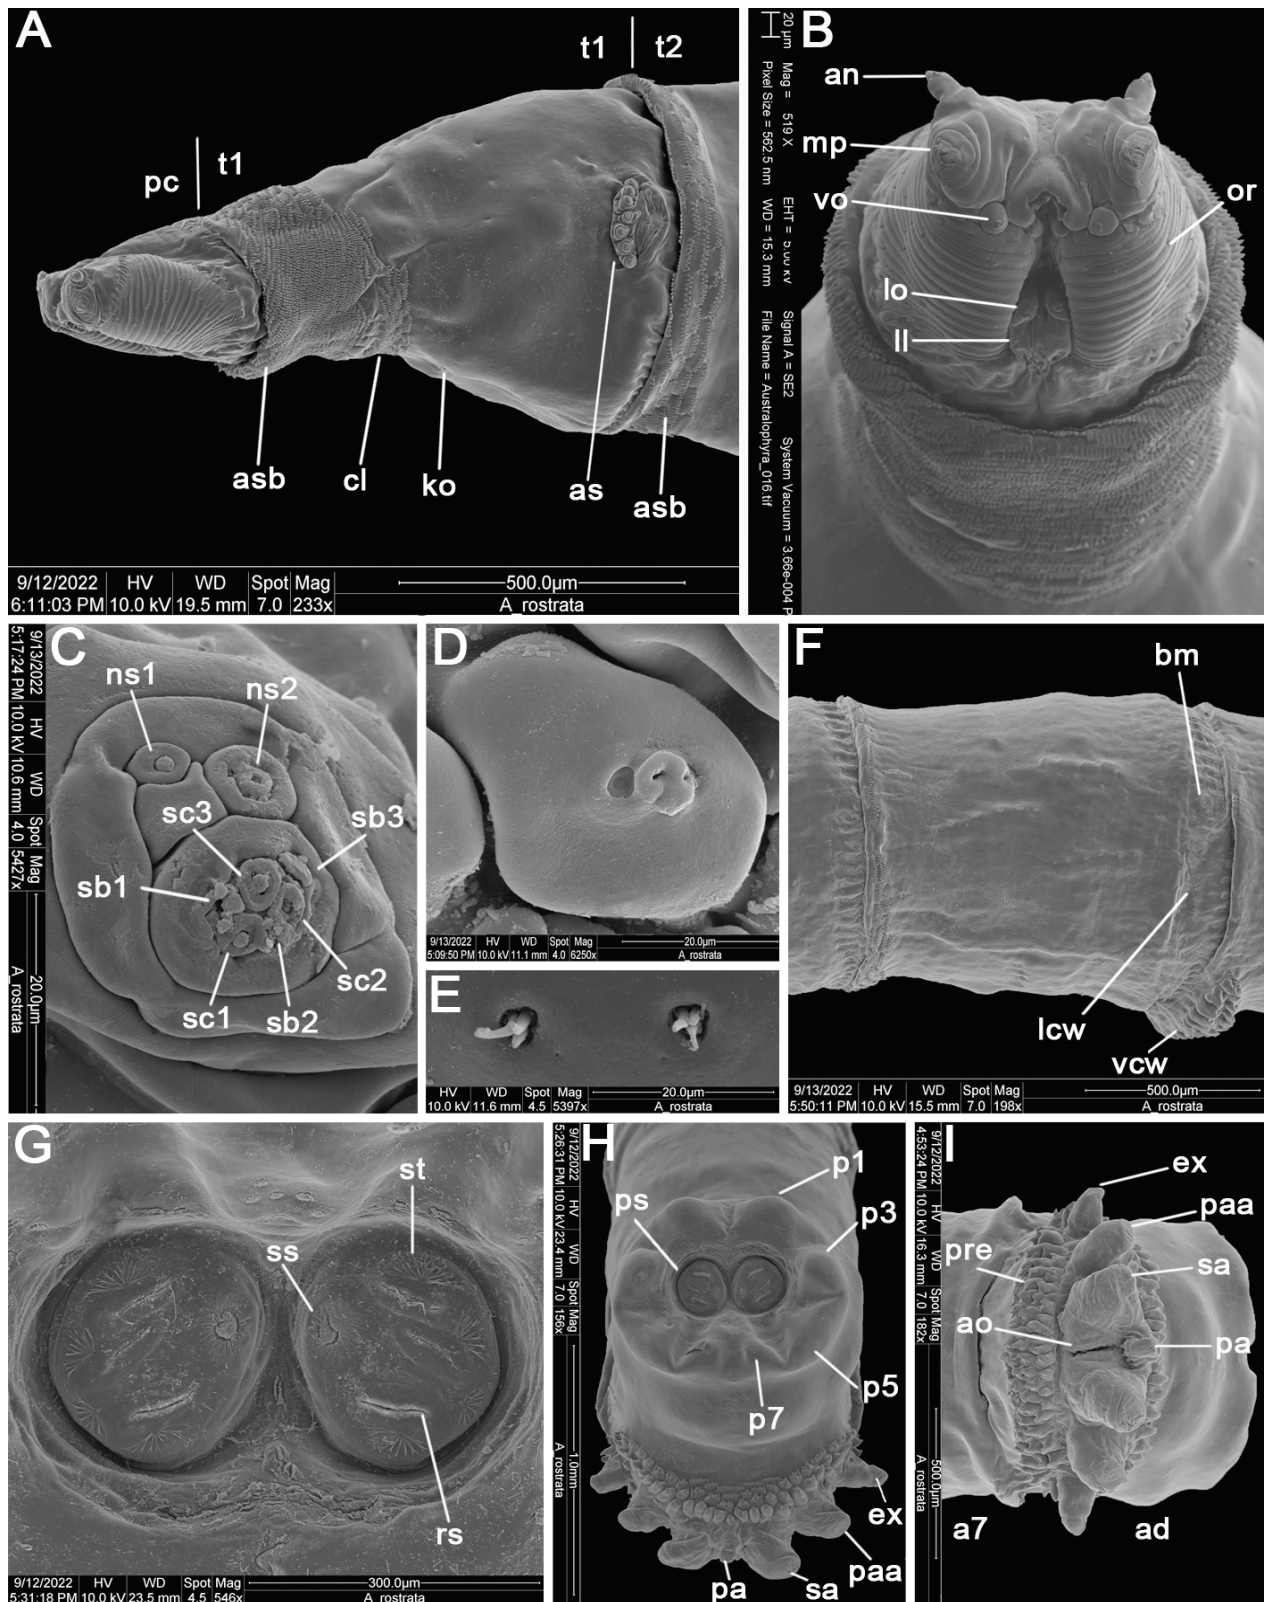 A
t1
t2
pc
t1
asb
cl
ko
as
asb
9/12/2022 HV WD Spot Mag 500.0µm
6:11:03 PM 10.0 kV 19.5 mm 7.0 233x A_rostrata
B
20 µm
Mag = 519 X
Pixel Size = 562.5 nm
EHT = 5.00 kV
WD = 15.3 mm
Signal A = SE2
File Name = Australophyra_016.tif
System Vacuum = 3.66e-004 P
an
mp
vo
or
lo
ll
C
ns1
ns2
sc3
sb3
sb1
sc2
sc1
sb2
9/13/2022 HV WD Spot Mag 20.0µm
5:17:24 PM 10.0 kV 10.6 mm 4.0 5427x A_rostrata
D
9/13/2022 HV WD Spot Mag 20.0µm
5:09:50 PM 10.0 kV 11.1 mm 4.0 6250x A_rostrata
E
HV WD Spot Mag 20.0µm
10.0 kV 11.6 mm 4.5 5397x A_rostrata
F
bm
lcw
vcw
9/13/2022 HV WD Spot Mag 500.0µm
5:50:11 PM 10.0 kV 15.5 mm 7.0 198x A_rostrata
G
st
ss
rs
9/12/2022 HV WD Spot Mag 300.0µm
5:31:18 PM 10.0 kV 23.5 mm 4.5 546x A_rostrata
H
p1
ps
p3
p5
p7
ex
paa
pa
sa
9/12/2022 HV WD Spot Mag 1.0mm
5:26:31 PM 10.0 kV 23.4 mm 7.0 156x A_rostrata
I
ex
paa
pre
sa
ao
pa
a7
ad
9/12/2022 HV WD Spot Mag 500.0µm
4:53:24 PM 10.0 kV 16.3 mm 7.0 182x A_rostrata